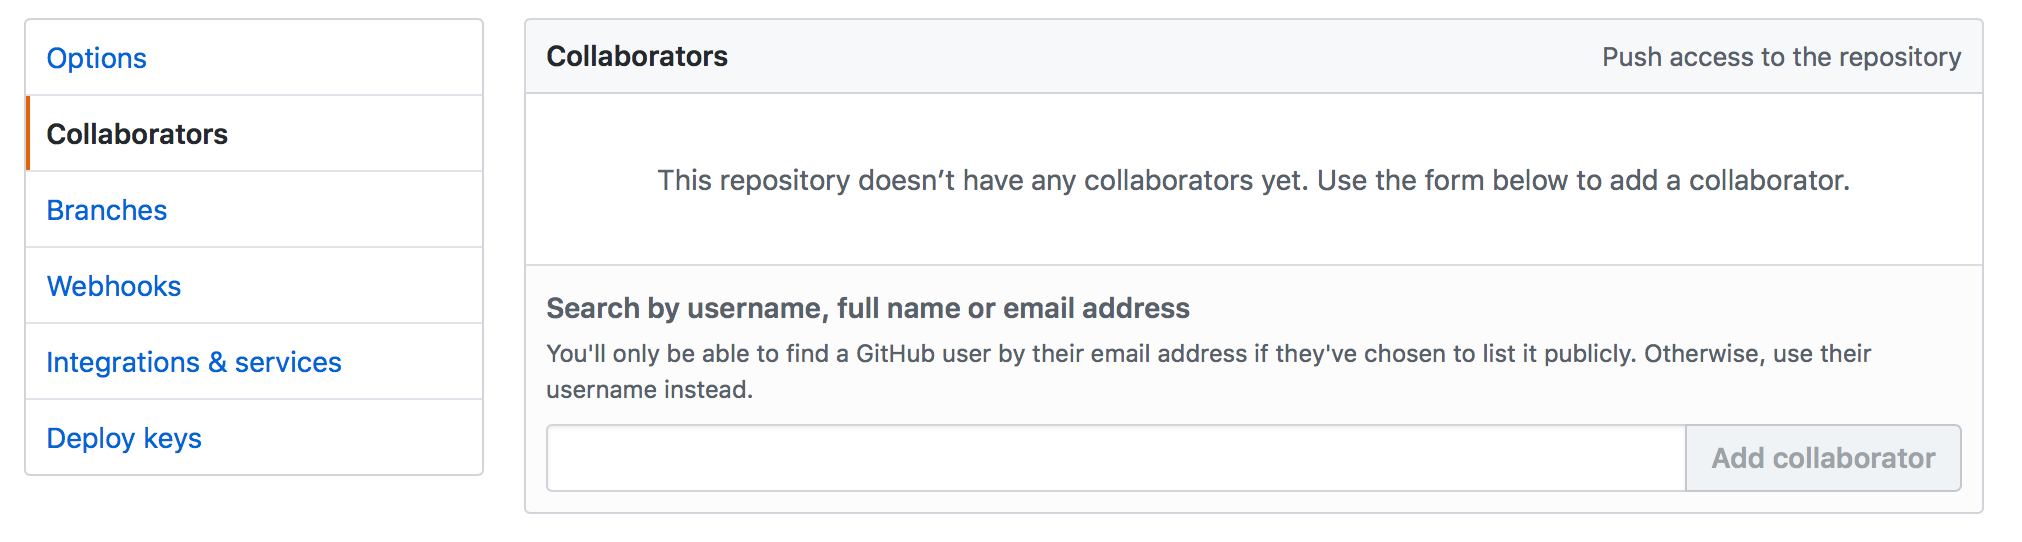 Options
Collaborators
Branches
Webhooks
Integrations & services
Deploy keys
Collaborators
Push access to the repository
This repository doesn’t have any collaborators yet. Use the form below to add a collaborator.
Search by username, full name or email address
You'll only be able to find a GitHub user by their email address if they've chosen to list it publicly. Otherwise, use their
username instead.
Add collaborator